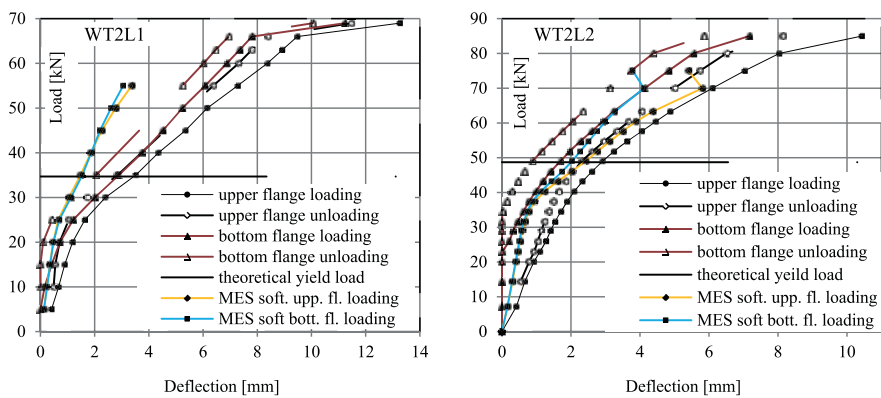 WT2L1
Load [kN]
70
60
50
40
30
20
10
0
upper flange loading
upper flange unloading
bottom flange loading
bottom flange unloading
theoretical yield load
MES soft. upp. fl. loading
MES soft bott. fl. loading
0 2 4 6 8 10 12 14
Deflection [mm]
WT2L2
Load [kN]
90
80
70
60
50
40
30
20
10
0
upper flange loading
upper flange unloading
bottom flange loading
bottom flange unloading
theoretical yeild load
MES soft. upp. fl. loading
MES soft bott. fl. loading
0 2 4 6 8 10
Deflection [mm]